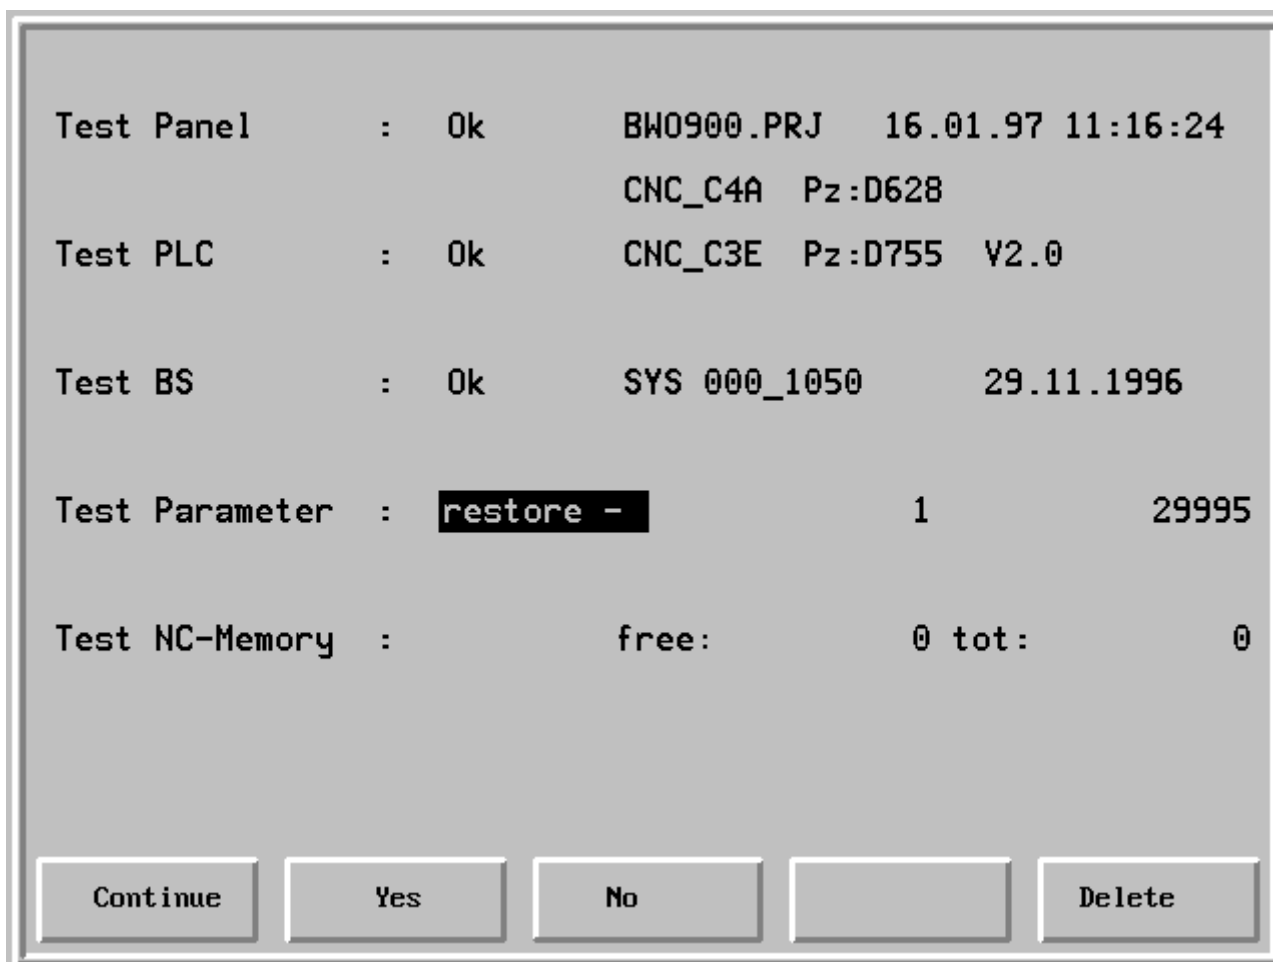 Test Panel : Ok BWO900.PRJ 16.01.97 11:16:24
CNC_C4A Pz:D628
Test PLC : Ok CNC_C3E Pz:D755 V2.0
Test BS : Ok SYS 000_1050 29.11.1996
Test Parameter : restore - 1 29995
Test NC-Memory : free: 0 tot: 0
Continue Yes No Delete